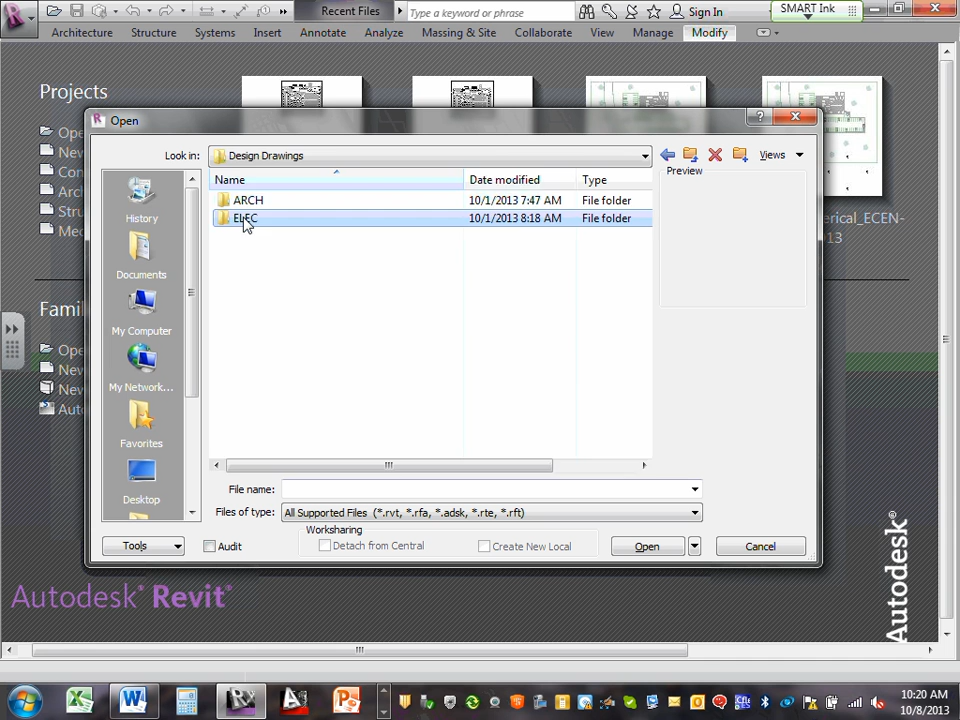 Recent Files
Type a keyword or phrase
Sign In
SMART Ink
Architecture Structure Systems Insert Annotate Analyze Massing & Site Collaborate View Manage Modify
Projects
Open
Look in: Design Drawings
Views
Name Date modified Type
Preview
ARCH 10/1/2013 7:47 AM File folder
ELEC 10/1/2013 8:18 AM File folder
History
Documents
My Computer
My Network...
Favorites
Desktop
File name:
Files of type: All Supported Files (*.rvt, *.rfa, *.adsk, *.rte, *.rft)
Worksharing
Tools Audit Detach from Central Create New Local Open Cancel
Autodesk® Revit®
Autodesk®
10:20 AM
10/8/2013